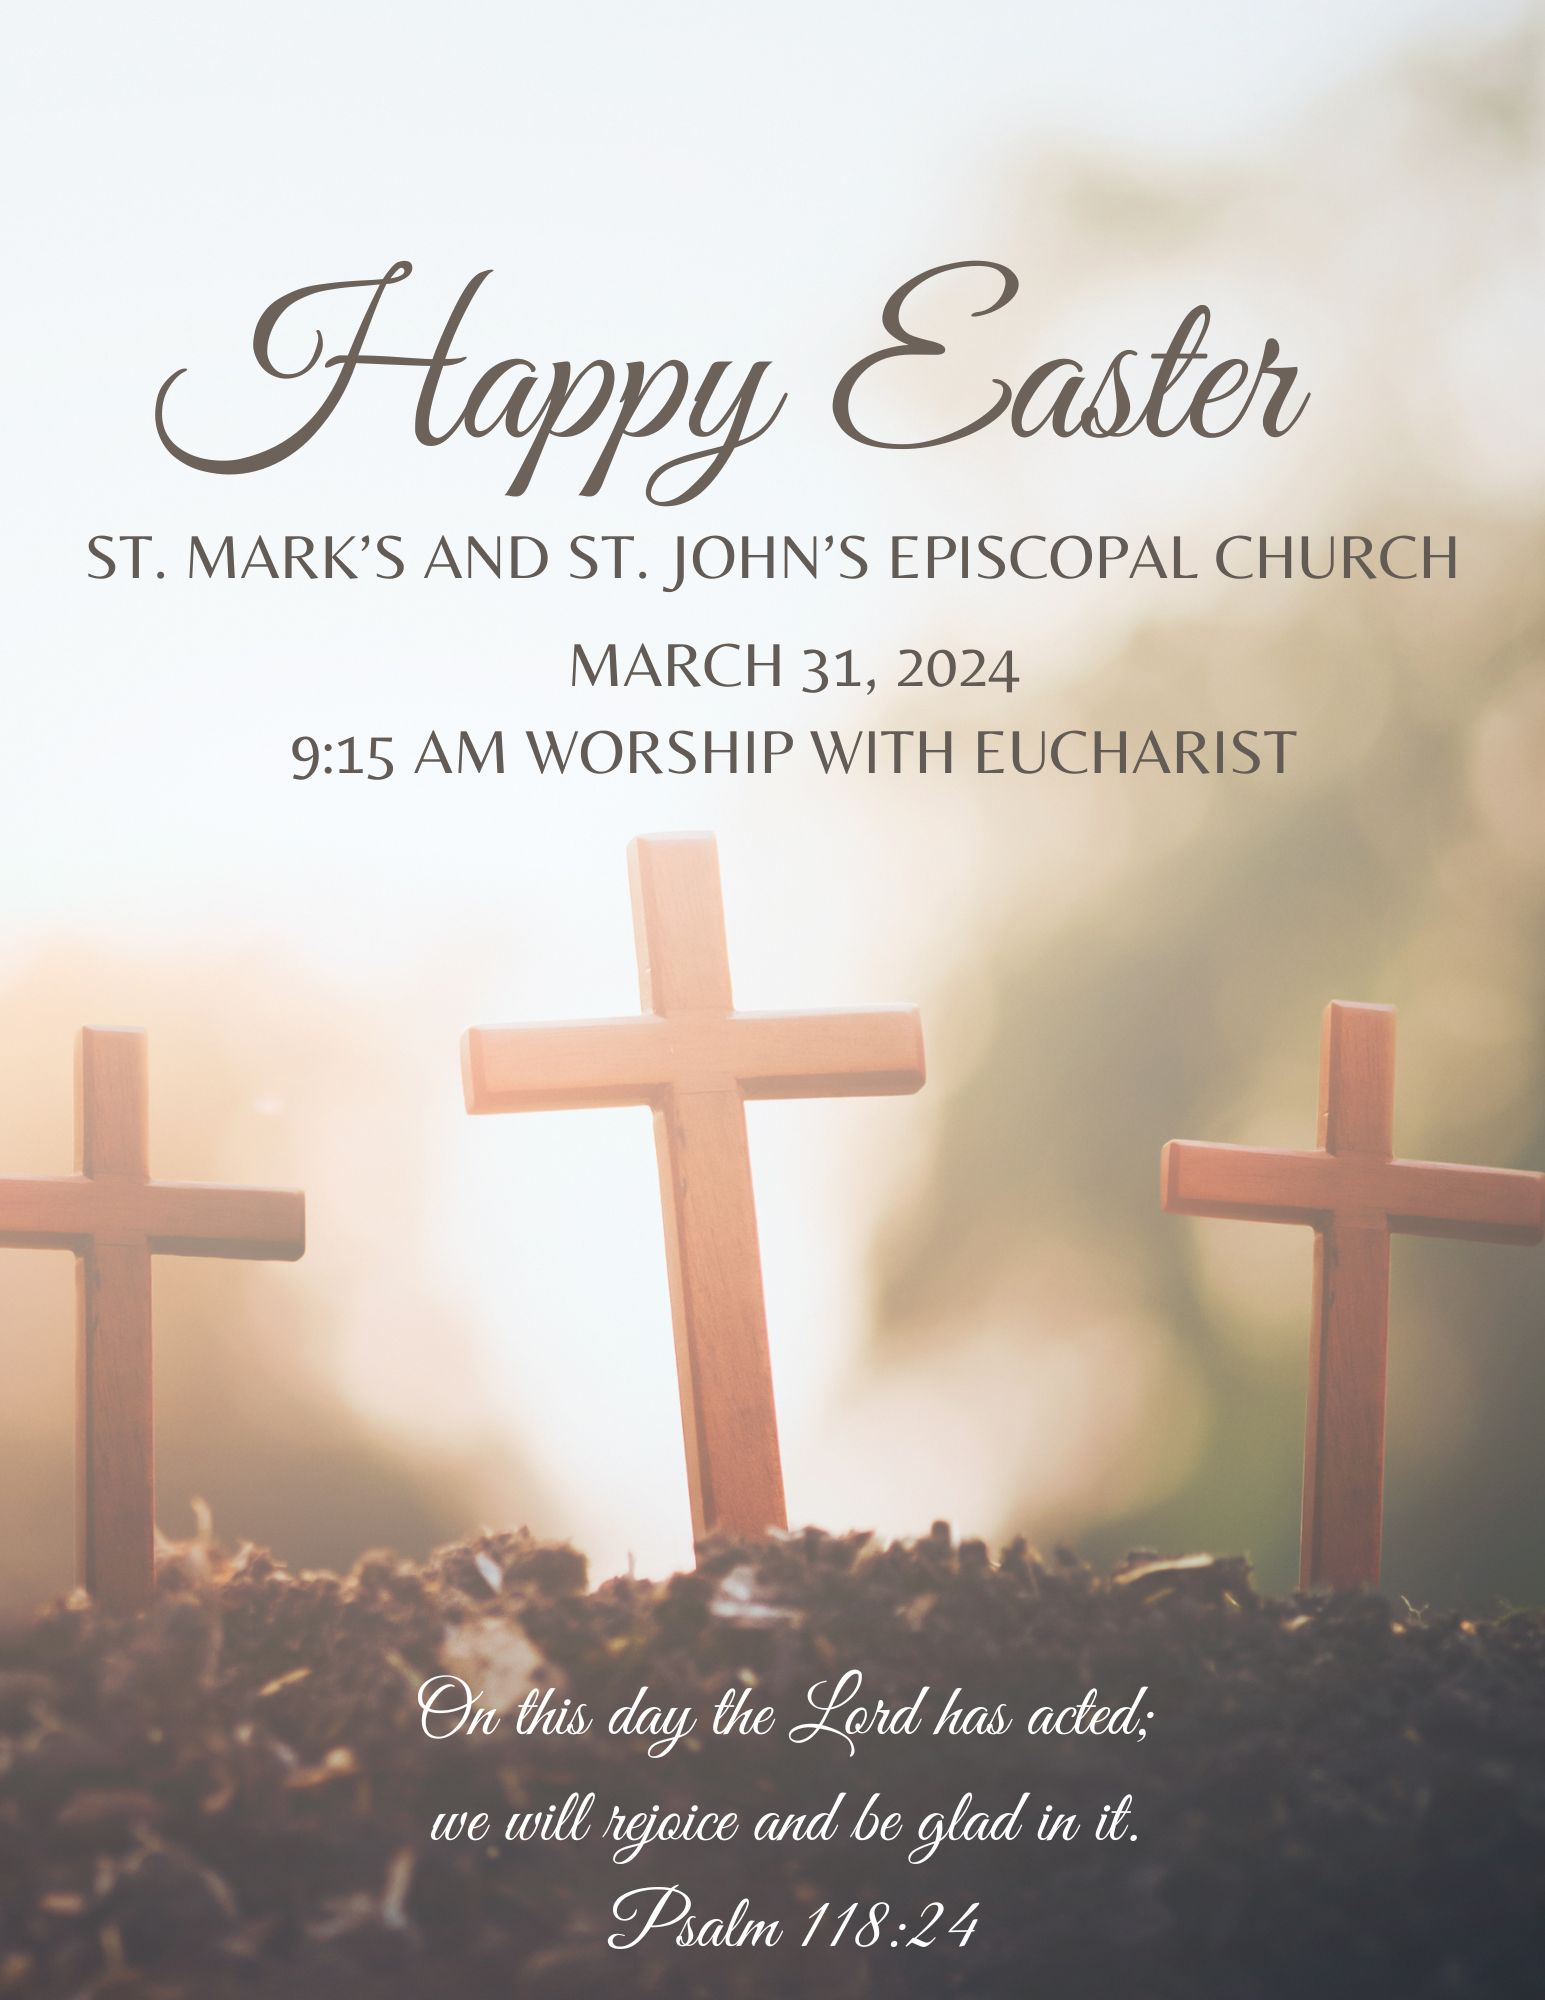 Happy Easter
ST. MARK’S AND ST. JOHN’S EPISCOPAL CHURCH
MARCH 31, 2024
9:15 AM WORSHIP WITH EUCHARIST
On this day the Lord has acted;
we will rejoice and be glad in it.
Psalm 118:24